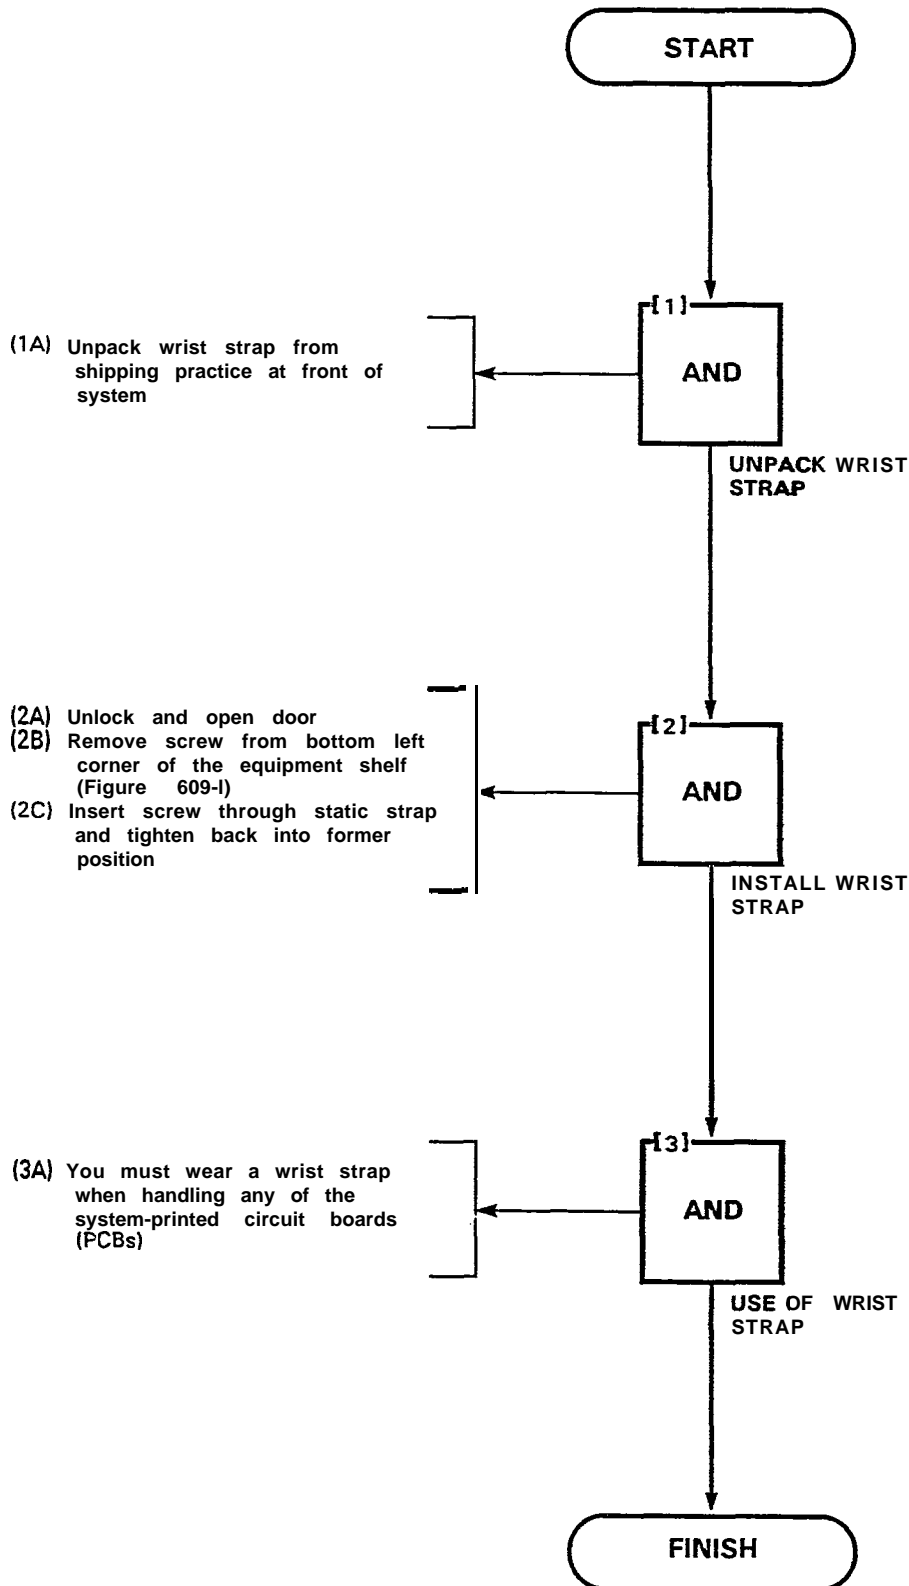 START
[1]
(1A) Unpack wrist strap from
shipping practice at front of
system
AND
UNPACK WRIST
STRAP
(2A) Unlock and open door
(2B) Remove screw from bottom left
corner of the equipment shelf
(Figure 609-I)
(2C) Insert screw through static strap
and tighten back into former
position
[2]
AND
INSTALL WRIST
STRAP
(3A) You must wear a wrist strap
when handling any of the
system-printed circuit boards
(PCBs)
[3]
AND
USE OF WRIST
STRAP
FINISH